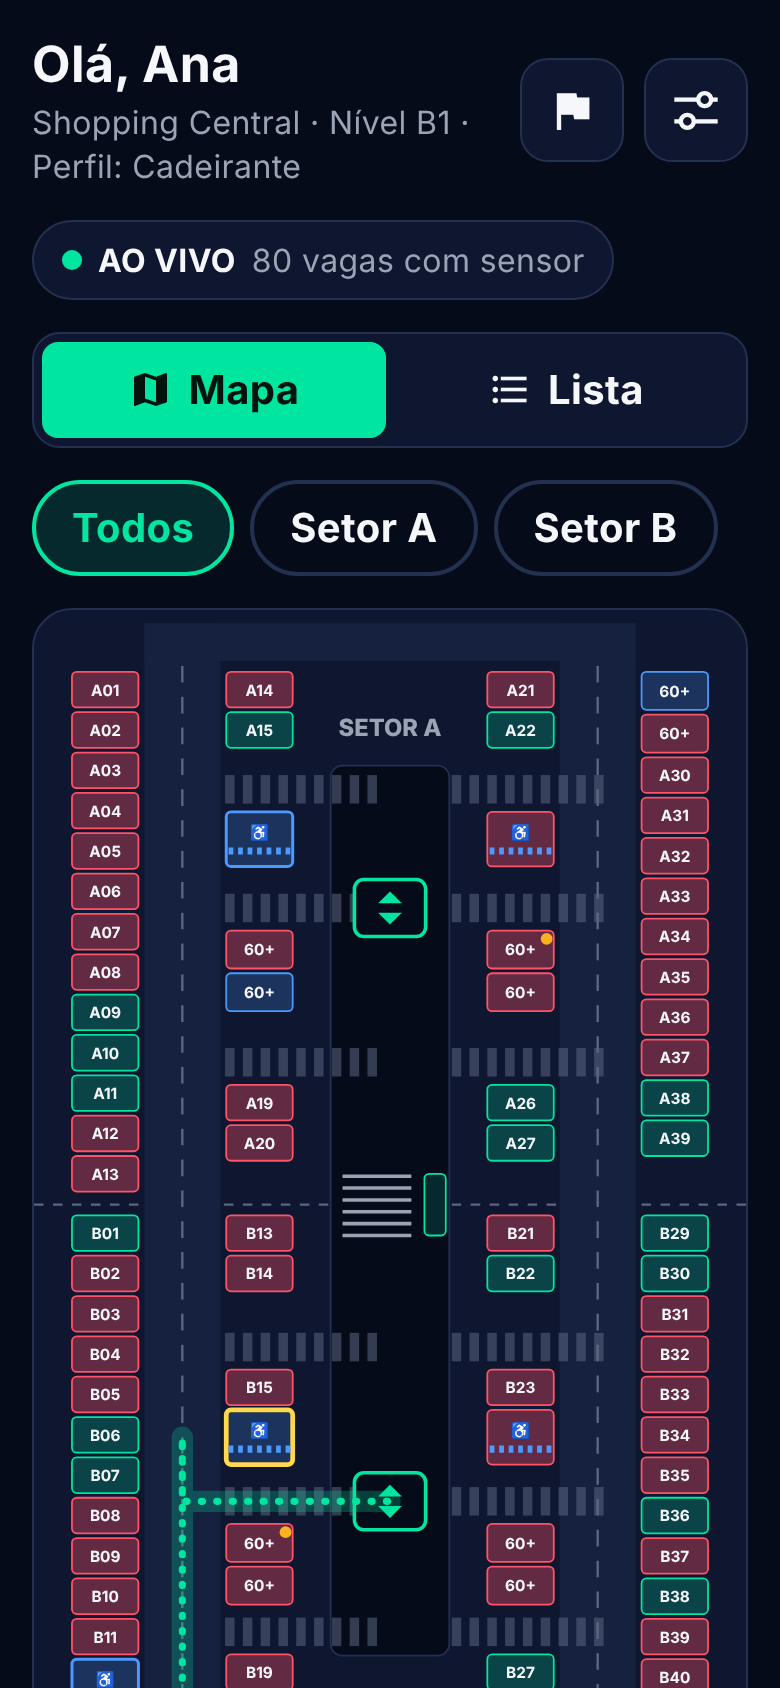 Olá, Ana
Shopping Central · Nível B1 ·
Perfil: Cadeirante
AO VIVO 80 vagas com sensor
Mapa Lista
Todos Setor A Setor B
A01 A14 A21 60+
A02 A15 SETOR A A22 60+
A03 A30
A04 A31
A05 A32
A06 A33
A07 60+ 60+ A34
A08 60+ 60+ A35
A09 A36
A10 A37
A11 A19 A26 A38
A12 A20 A27 A39
A13
B01 B13 B21 B29
B02 B14 B22 B30
B03 B31
B04 B32
B05 B15 B23 B33
B06 B34
B07 B35
B08 B36
B09 60+ 60+ B37
B10 60+ 60+ B38
B11 B39
B19 B27 B40